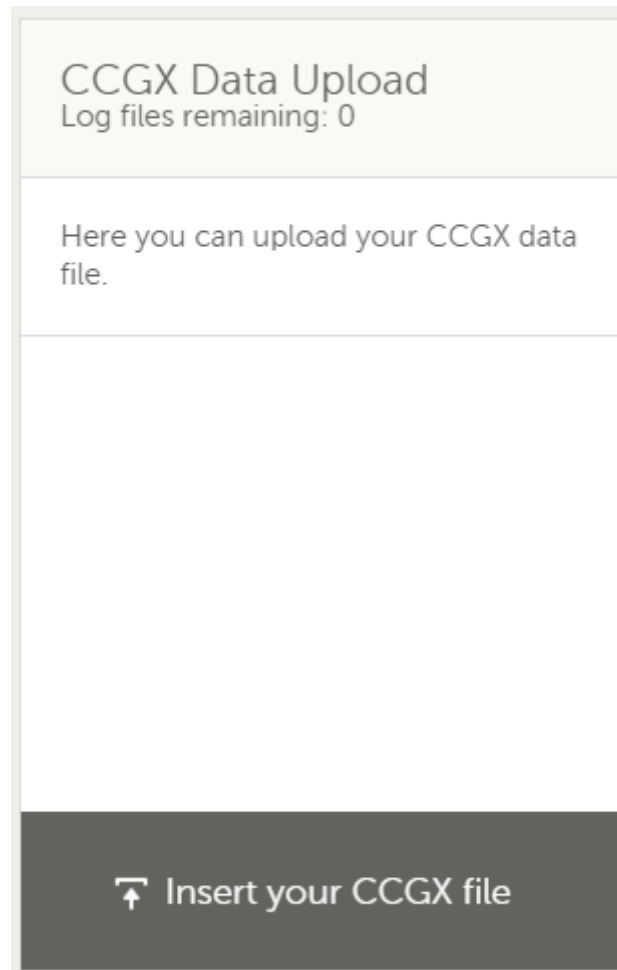 CCGX Data Upload
Log files remaining: 0
Here you can upload your CCGX data
file.
Insert your CCGX file